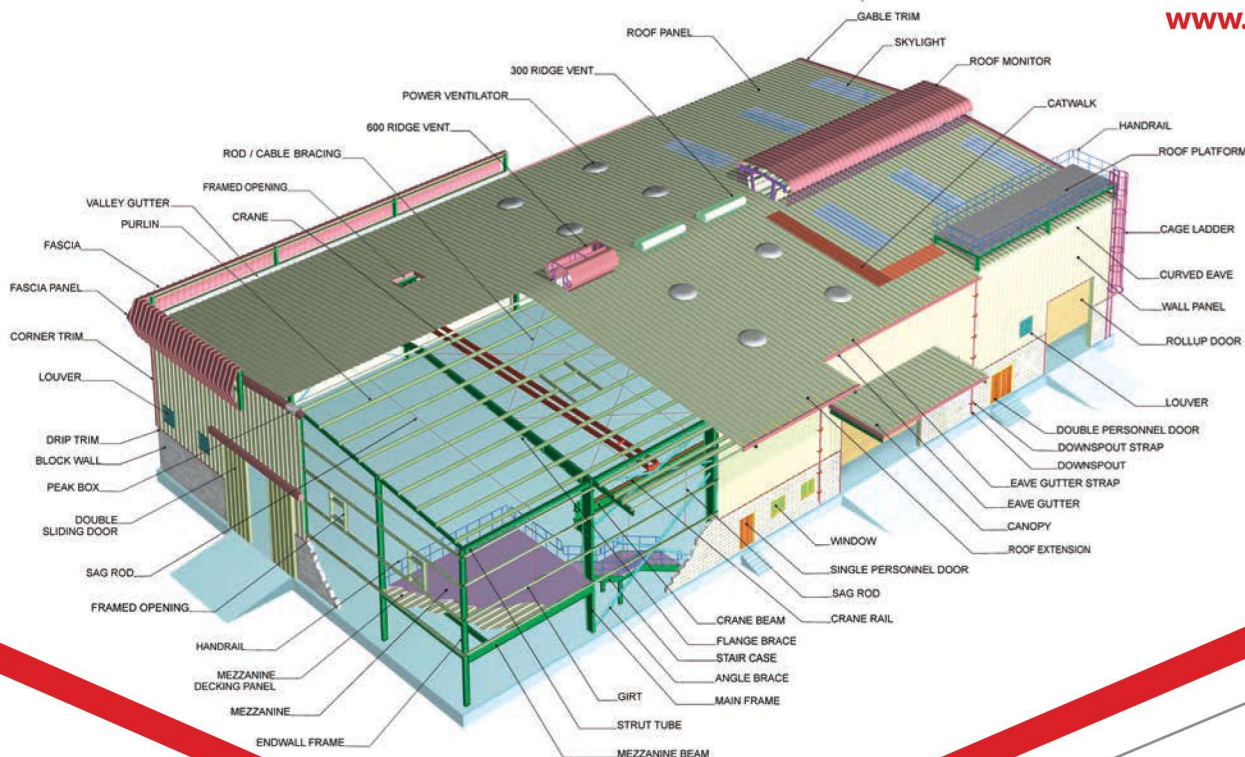 www.
GABLE TRIM
ROOF PANEL
SKYLIGHT
ROOF MONITOR
300 RIDGE VENT
POWER VENTILATOR
CATWALK
600 RIDGE VENT
HANDRAIL
ROD / CABLE BRACING
ROOF PLATFORM
FRAMED OPENING
VALLEY GUTTER
CRANE
PURLIN
CAGE LADDER
FASCIA
CURVED EAVE
FASCIA PANEL
WALL PANEL
CORNER TRIM
ROLLUP DOOR
LOUVER
LOUVER
DRIP TRIM
DOUBLE PERSONNEL DOOR
BLOCK WALL
DOWNSPOUT STRAP
DOWNSPOUT
PEAK BOX
EAVE GUTTER STRAP
EAVE GUTTER
DOUBLE
SLIDING DOOR
CANOPY
WINDOW
ROOF EXTENSION
SAG ROD
SINGLE PERSONNEL DOOR
SAG ROD
FRAMED OPENING
CRANE RAIL
CRANE BEAM
HANDRAIL
FLANGE BRACE
STAIR CASE
MEZZANINE
DECKING PANEL
ANGLE BRACE
GIRT
MAIN FRAME
MEZZANINE
STRUT TUBE
ENDWALL FRAME
MEZZANINE BEAM